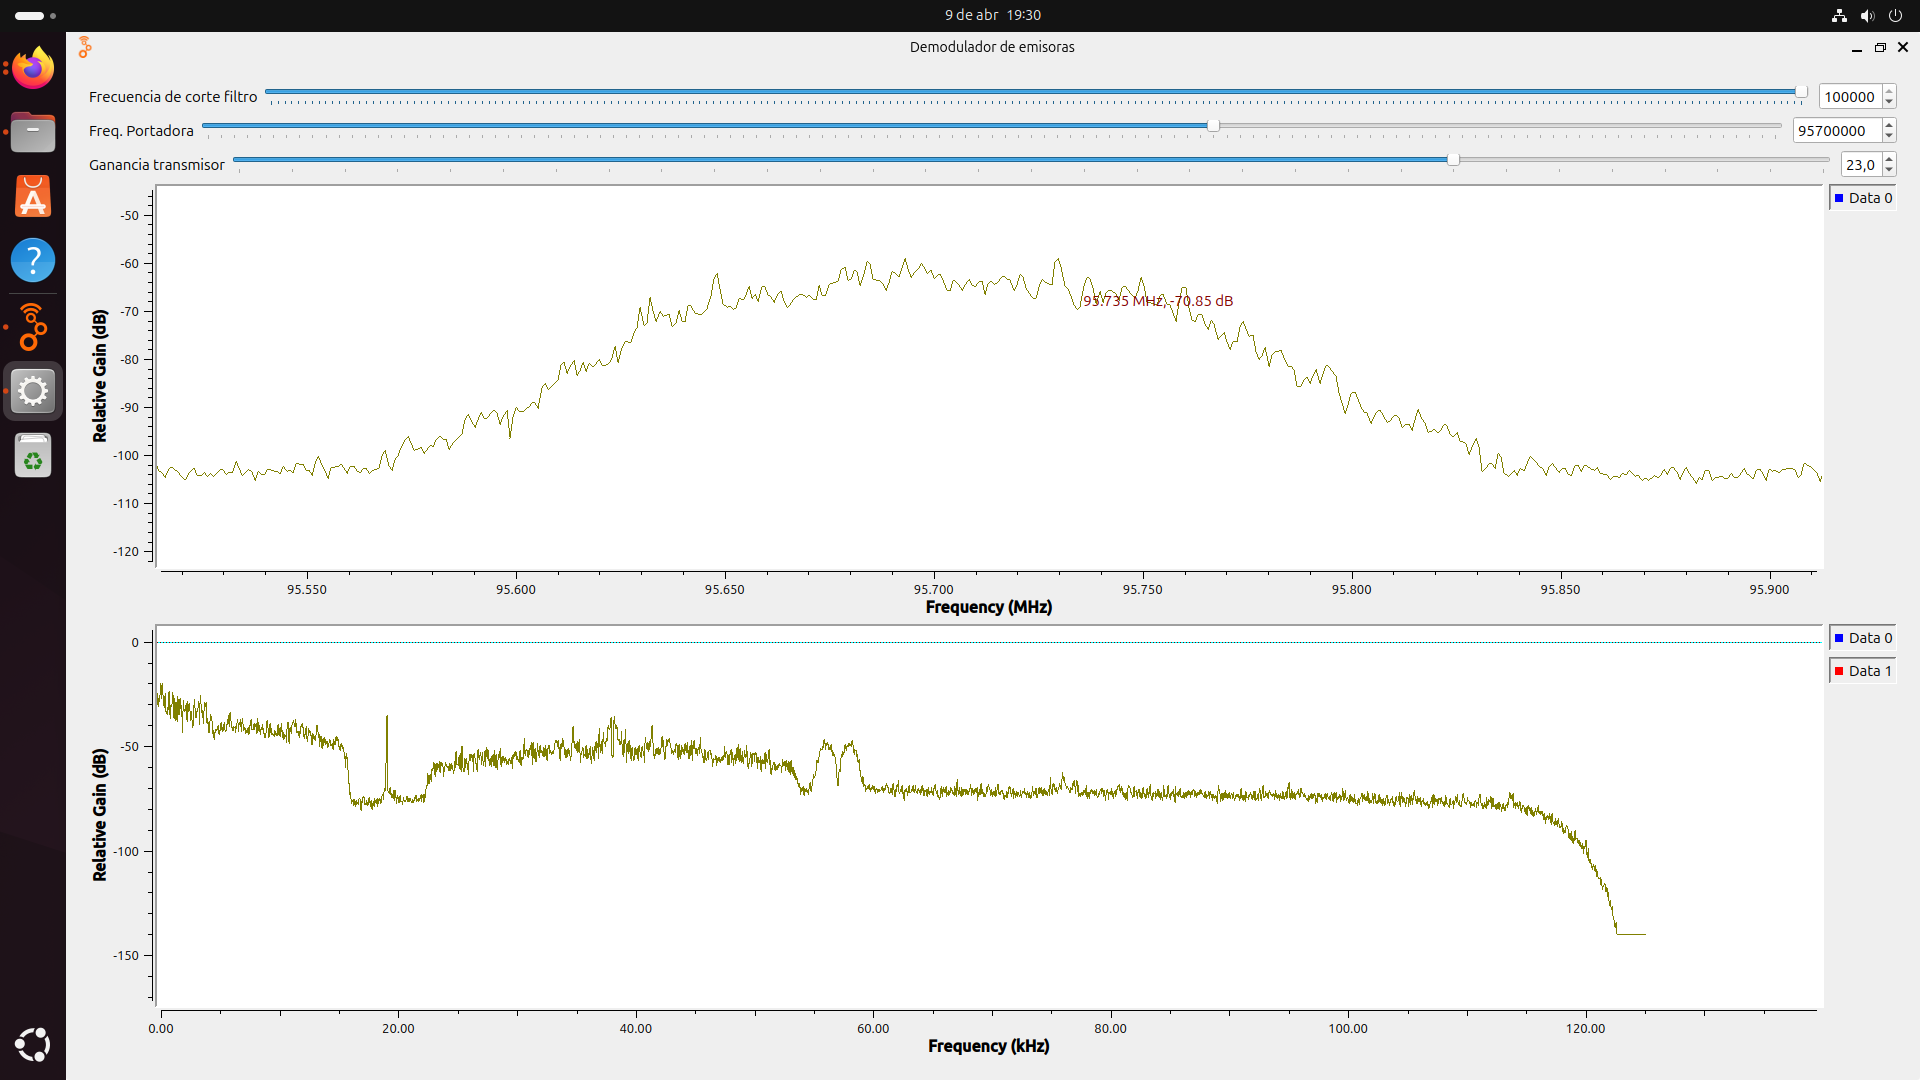 9 de abr 19:30
Demodulador de emisoras
Frecuencia de corte filtro 100000
Freq. Portadora 95700000
Ganancia transmisor 23,0
Data 0
-50
-60
-70
-80
-90
-100
-110
-120
Relative Gain (dB)
95.735 MHz, -70.85 dB
95.550 95.600 95.650 95.700 95.750 95.800 95.850 95.900
Frequency (MHz)
Data 0
Data 1
0
-50
-100
-150
Relative Gain (dB)
0.00 20.00 40.00 60.00 80.00 100.00 120.00
Frequency (kHz)